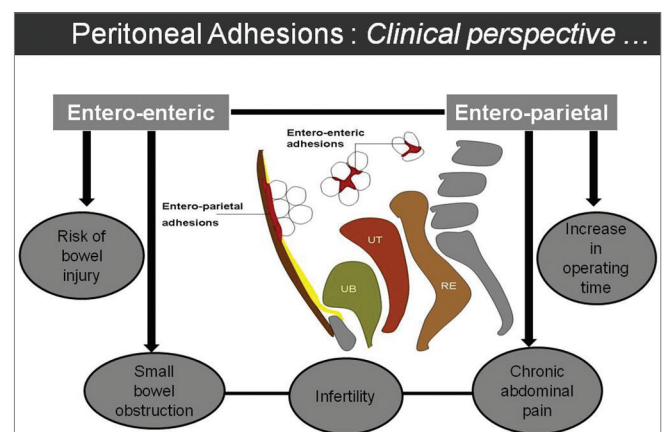 Peritoneal Adhesions : Clinical perspective ...
Entero-enteric
Entero-parietal
Entero-enteric
adhesions
Entero-parietal
adhesions
Risk of
bowel
injury
UT
UB
RE
Increase
in
operating
time
Small
bowel
obstruction
Infertility
Chronic
abdominal
pain